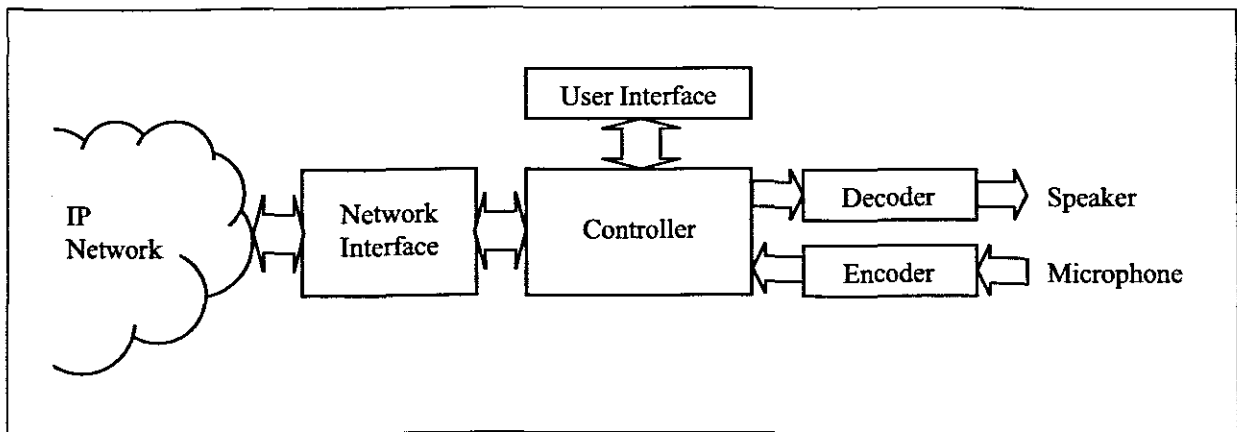 User Interface
IP
Network
Network
Interface
Controller
Decoder
Speaker
Encoder
Microphone